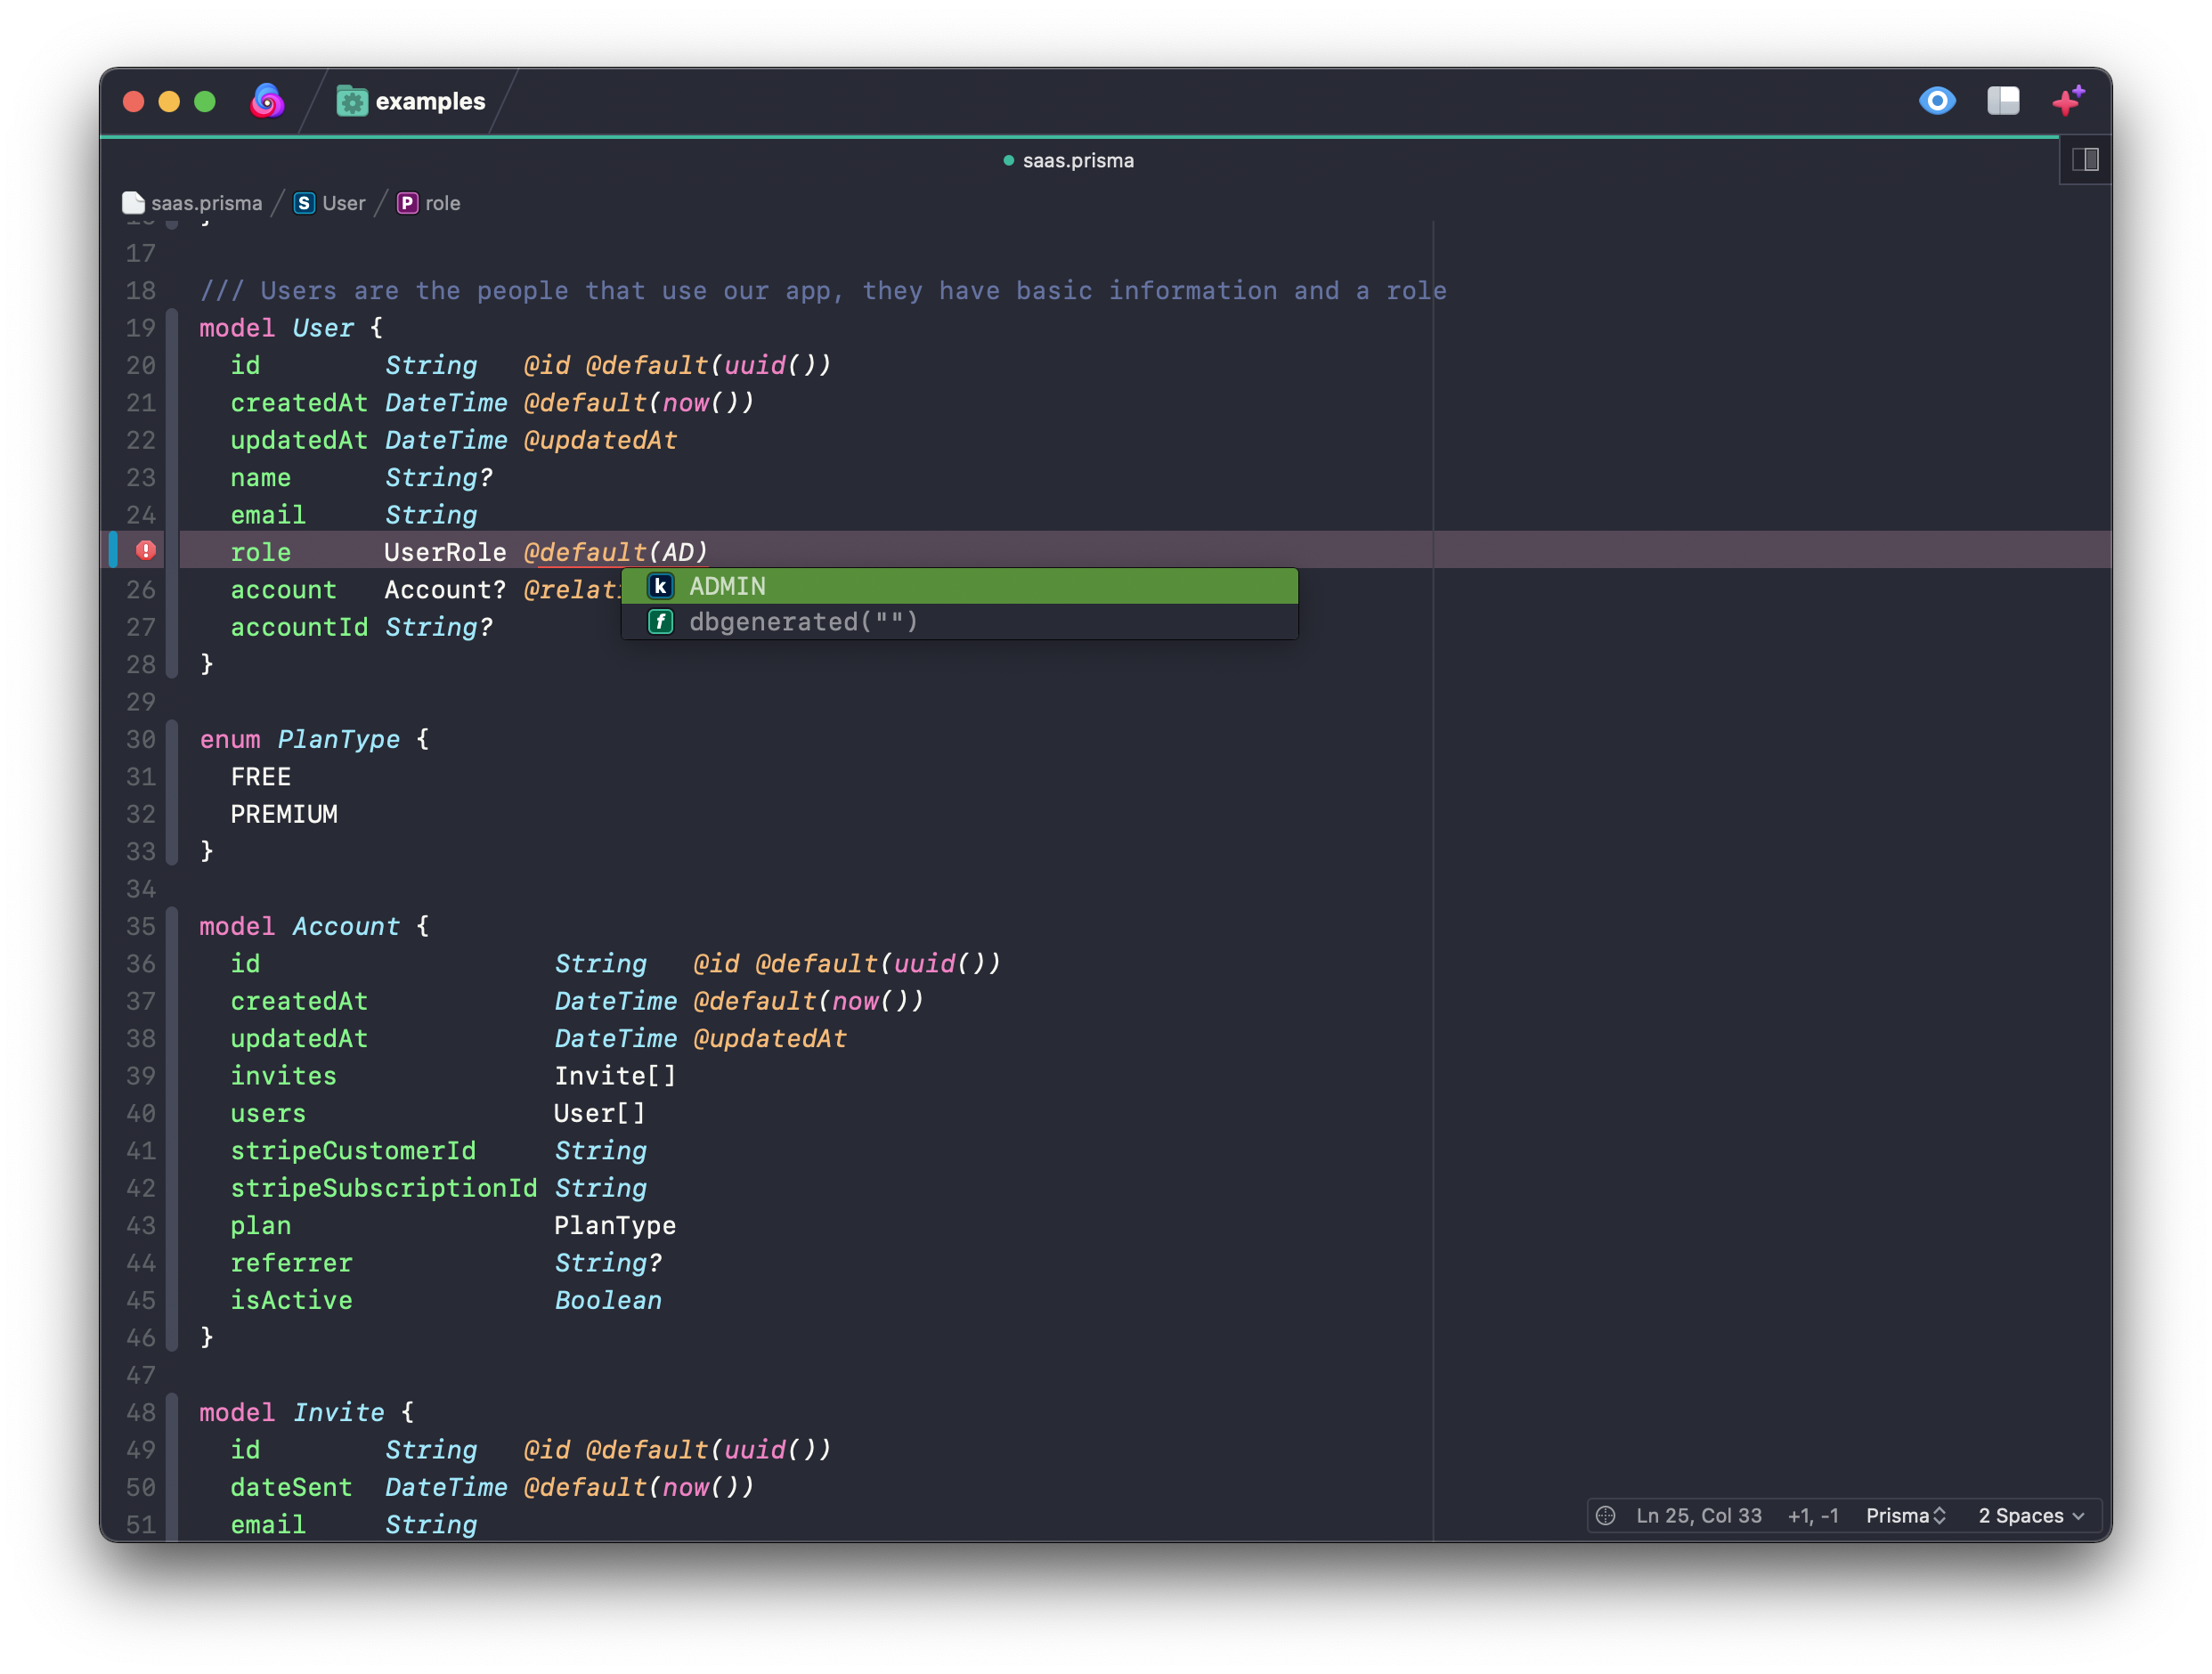 examples
saas.prisma
saas.prisma / S User / P role
}
17
18 /// Users are the people that use our app, they have basic information and a role
19 model User {
20 id String @id @default(uuid())
21 createdAt DateTime @default(now())
22 updatedAt DateTime @updatedAt
23 name String?
24 email String
role UserRole @default(AD)
k ADMIN
26 account Account? @relati
f dbgenerated("")
27 accountId String?
28 }
29
30 enum PlanType {
31 FREE
32 PREMIUM
33 }
34
35 model Account {
36 id String @id @default(uuid())
37 createdAt DateTime @default(now())
38 updatedAt DateTime @updatedAt
39 invites Invite[]
40 users User[]
41 stripeCustomerId String
42 stripeSubscriptionId String
43 plan PlanType
44 referrer String?
45 isActive Boolean
46 }
47
48 model Invite {
49 id String @id @default(uuid())
50 dateSent DateTime @default(now())
51 email String
Ln 25, Col 33 +1, -1 Prisma 2 Spaces